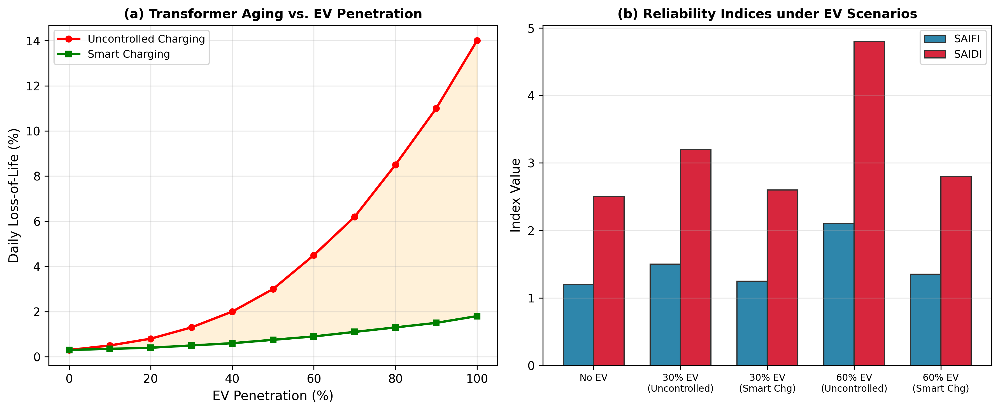 (a) Transformer Aging vs. EV Penetration
Uncontrolled Charging
Smart Charging
Daily Loss-of-Life (%)
14
12
10
8
6
4
2
0
0 20 40 60 80 100
EV Penetration (%)
(b) Reliability Indices under EV Scenarios
SAIFI
SAIDI
Index Value
5
4
3
2
1
0
No EV
30% EV
(Uncontrolled)
30% EV
(Smart Chg)
60% EV
(Uncontrolled)
60% EV
(Smart Chg)